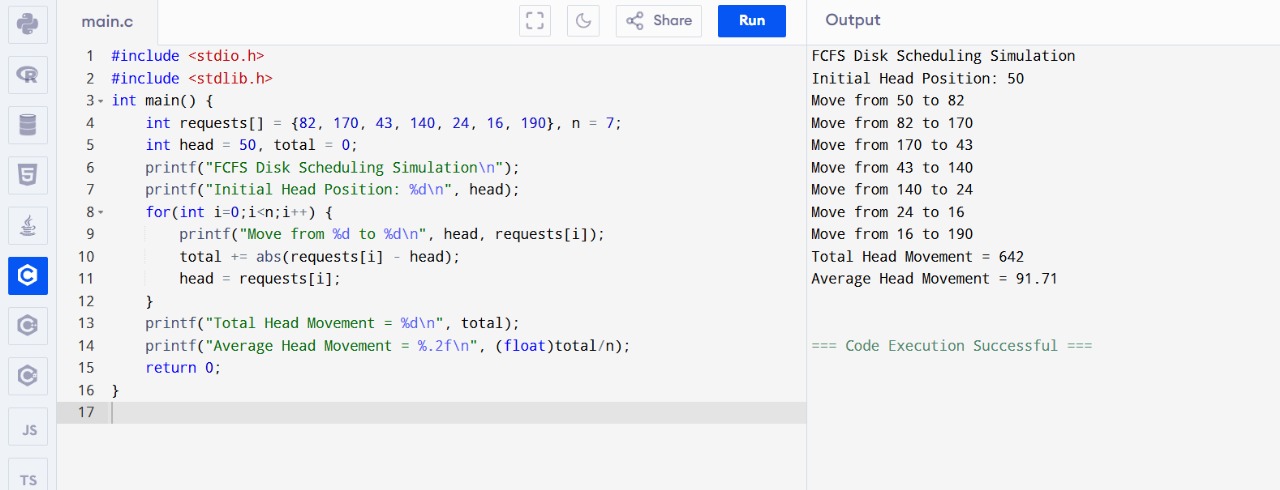 main.c
Share
Run
Output
1 #include <stdio.h>
2 #include <stdlib.h>
3 int main() {
4 int requests[] = {82, 170, 43, 140, 24, 16, 190}, n = 7;
5 int head = 50, total = 0;
6 printf("FCFS Disk Scheduling Simulation\n");
7 printf("Initial Head Position: %d\n", head);
8 for(int i=0;i<n;i++) {
9 printf("Move from %d to %d\n", head, requests[i]);
10 total += abs(requests[i] - head);
11 head = requests[i];
12 }
13 printf("Total Head Movement = %d\n", total);
14 printf("Average Head Movement = %.2f\n", (float)total/n);
15 return 0;
16 }
17
FCFS Disk Scheduling Simulation
Initial Head Position: 50
Move from 50 to 82
Move from 82 to 170
Move from 170 to 43
Move from 43 to 140
Move from 140 to 24
Move from 24 to 16
Move from 16 to 190
Total Head Movement = 642
Average Head Movement = 91.71
=== Code Execution Successful ===
JS
TS